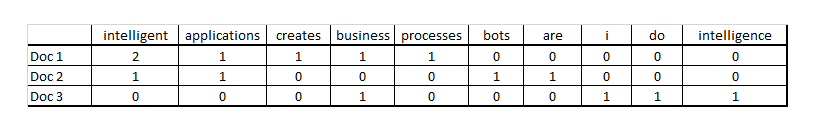 intelligent applications creates business processes bots are i do intelligence
Doc 1 2 1 1 1 1 0 0 0 0 0
Doc 2 1 1 0 0 0 1 1 0 0 0
Doc 3 0 0 0 1 0 0 0 1 1 1